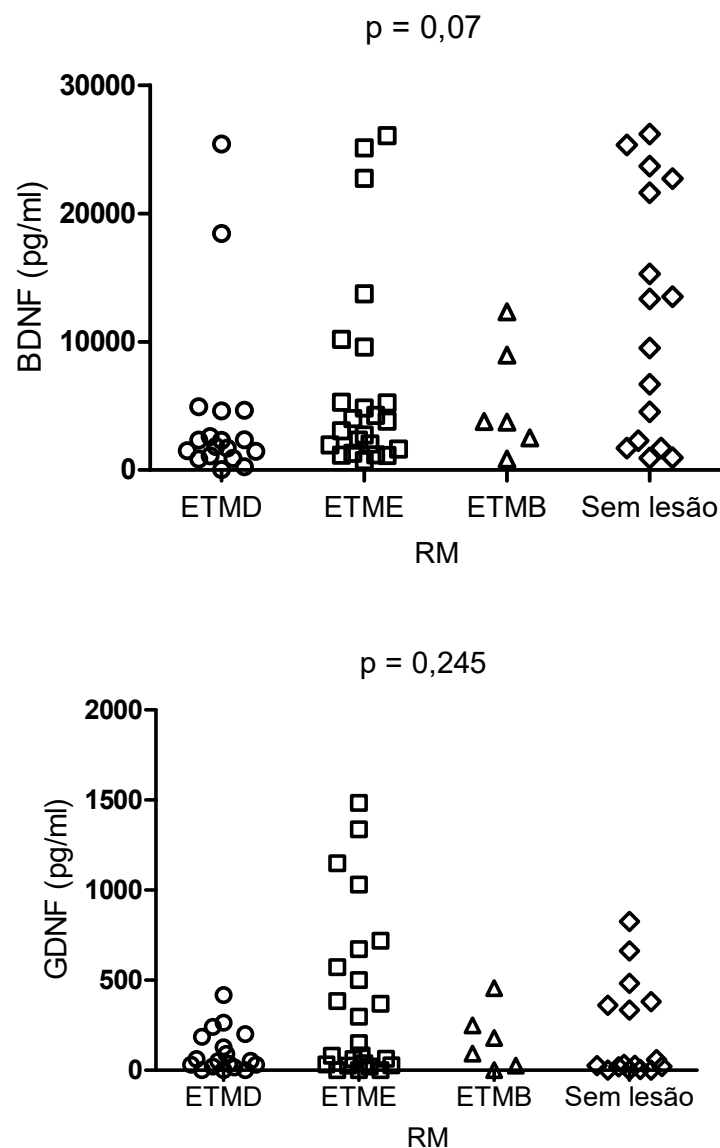 p = 0,07
30000
20000
10000
0
BDNF (pg/ml)
ETMD ETME ETMB Sem lesão
RM
p = 0,245
2000
1500
1000
500
0
GDNF (pg/ml)
ETMD ETME ETMB Sem lesão
RM